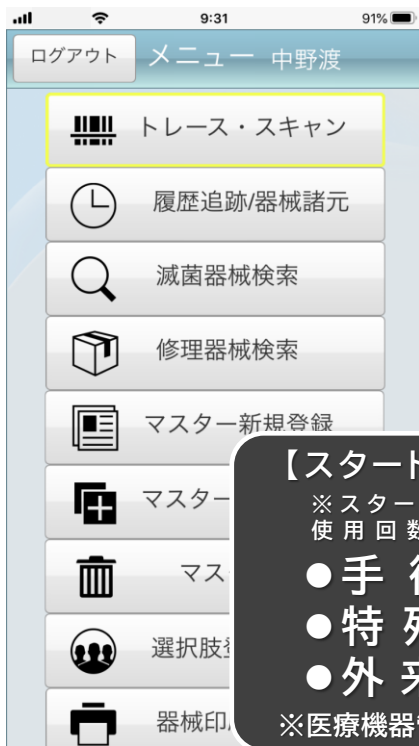 9:31 91%
ログアウト メニュー 中野渡
トレース・スキャン
履歴追跡/器械諸元
滅菌器械検索
修理器械検索
マスター新規登録
マスター
マス
選択肢
器械印
【スタート
※スター
使用回数
●手
●特
●外来
※医療機器